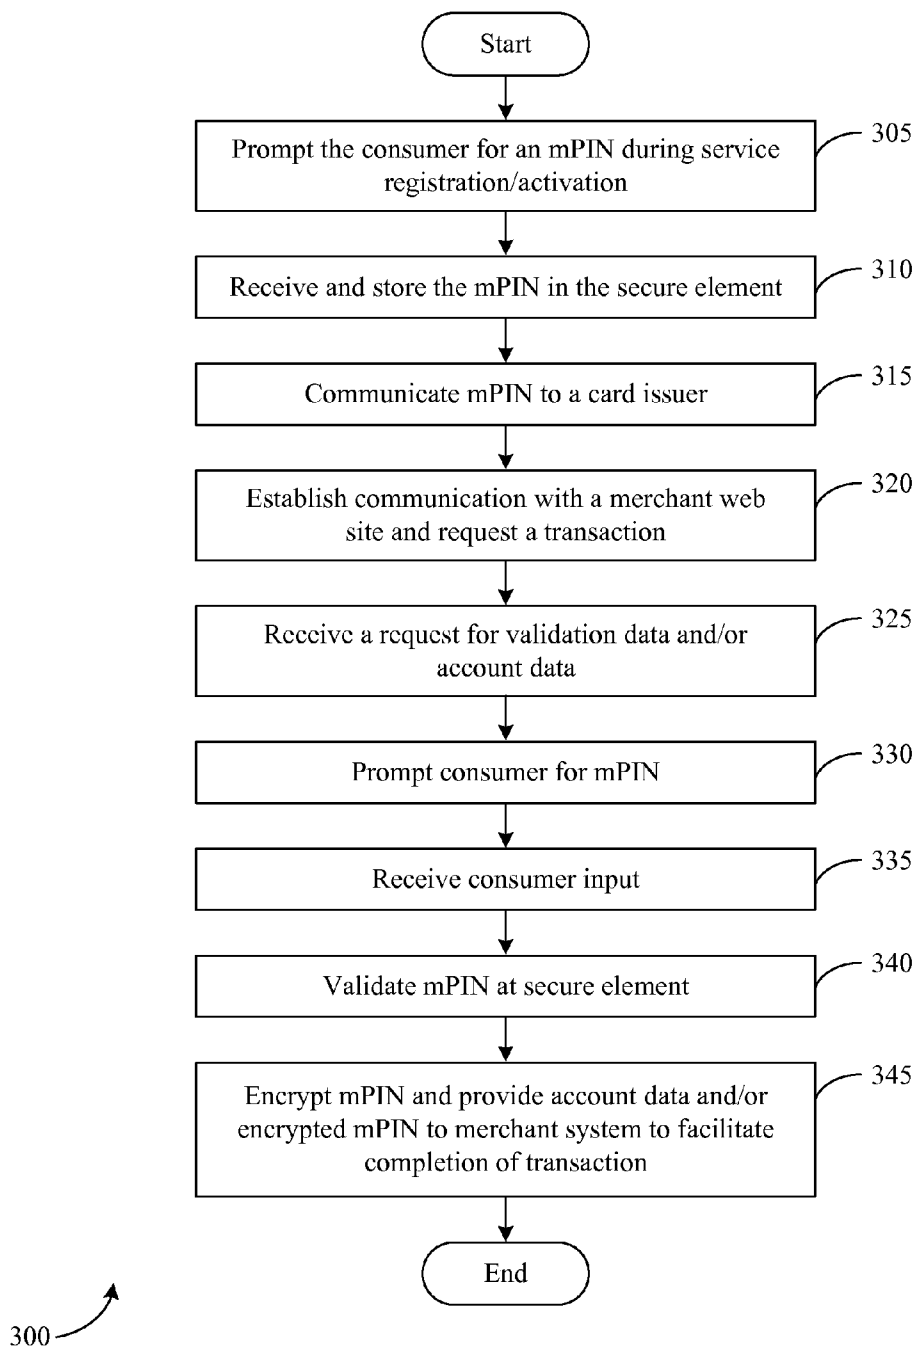 Start
Prompt the consumer for an mPIN during service
registration/activation
305
Receive and store the mPIN in the secure element
310
Communicate mPIN to a card issuer
315
Establish communication with a merchant web
site and request a transaction
320
Receive a request for validation data and/or
account data
325
Prompt consumer for mPIN
330
Receive consumer input
335
Validate mPIN at secure element
340
Encrypt mPIN and provide account data and/or
encrypted mPIN to merchant system to facilitate
completion of transaction
345
End
300